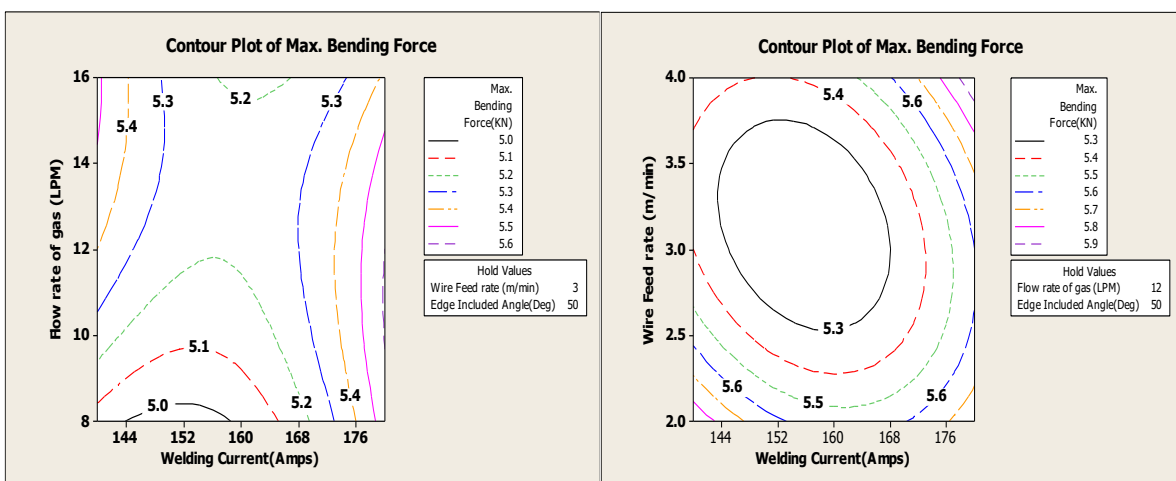 Contour Plot of Max. Bending Force
16
14
12
10
8
Flow rate of gas (LPM)
5.3
5.2
5.3
5.4
5.2
5.1
5.0
5.2
5.4
144 152 160 168 176
Welding Current(Amps)
Max.
Bending
Force(KN)
5.0
5.1
5.2
5.3
5.4
5.5
5.6
Hold Values
Wire Feed rate (m/min) 3
Edge Included Angle(Deg) 50
Contour Plot of Max. Bending Force
4.0
3.5
3.0
2.5
2.0
Wire Feed rate (m/min)
5.4
5.6
5.3
5.6
5.5
5.6
144 152 160 168 176
Welding Current(Amps)
Max.
Bending
Force(KN)
5.3
5.4
5.5
5.6
5.7
5.8
5.9
Hold Values
Flow rate of gas (LPM) 12
Edge Included Angle(Deg) 50